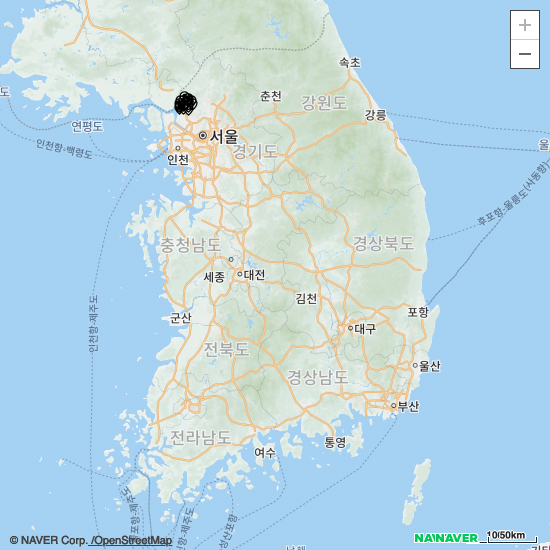 +
−
속초
춘천
강원도
도
강릉
연평도
서울
울
인천항-백령도
인천
경기도
후포항-울릉도(사동항)
충청남도
경상북도
세종
대전
인천항-제주도
김천
군산
포항
전북도
대구
경상남도
울산
부산
전라남도
통영
여수
© NAVER Corp. /OpenStreetMap
NAVER
10/50km